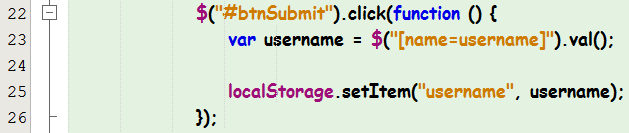 22 $("#btnSubmit").click(function () {
23 var username = $("[name=username]").val();
24
25 localStorage.setItem("username", username);
26 });